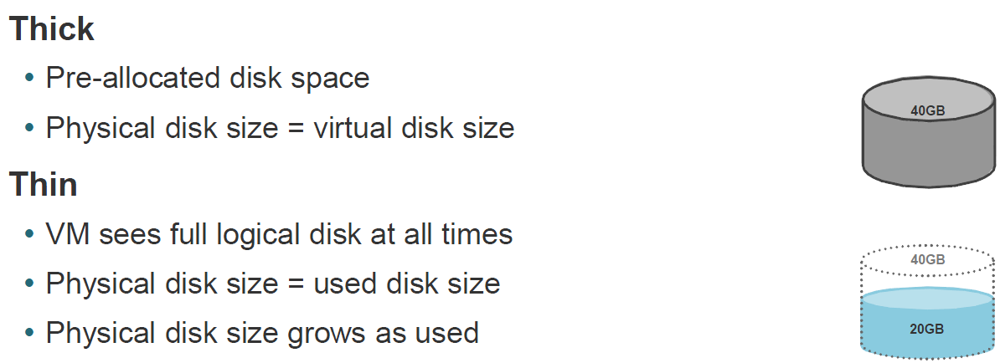 Thick
• Pre-allocated disk space
40GB
• Physical disk size = virtual disk size
Thin
• VM sees full logical disk at all times
40GB
• Physical disk size = used disk size
• Physical disk size grows as used
20GB